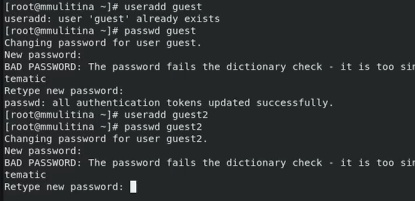 [root@mmulitina ~]# useradd guest
useradd: user 'guest' already exists
[root@mmulitina ~]# passwd guest
Changing password for user guest.
New password:
BAD PASSWORD: The password fails the dictionary check - it is too sim
tematic
Retype new password:
passwd: all authentication tokens updated successfully.
[root@mmulitina ~]# useradd guest2
[root@mmulitina ~]# passwd guest2
Changing password for user guest2.
New password:
BAD PASSWORD: The password fails the dictionary check - it is too sim
tematic
Retype new password: